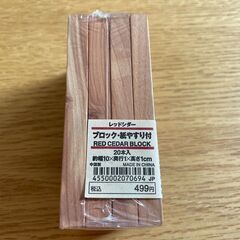 レッドシダー
ブロック・紙やすり付
RED CEDAR BLOCK
20本入
約幅10×奥行1×高さ1cm
中国製 MADE IN CHINA
4550002070694 JP
税込 499円